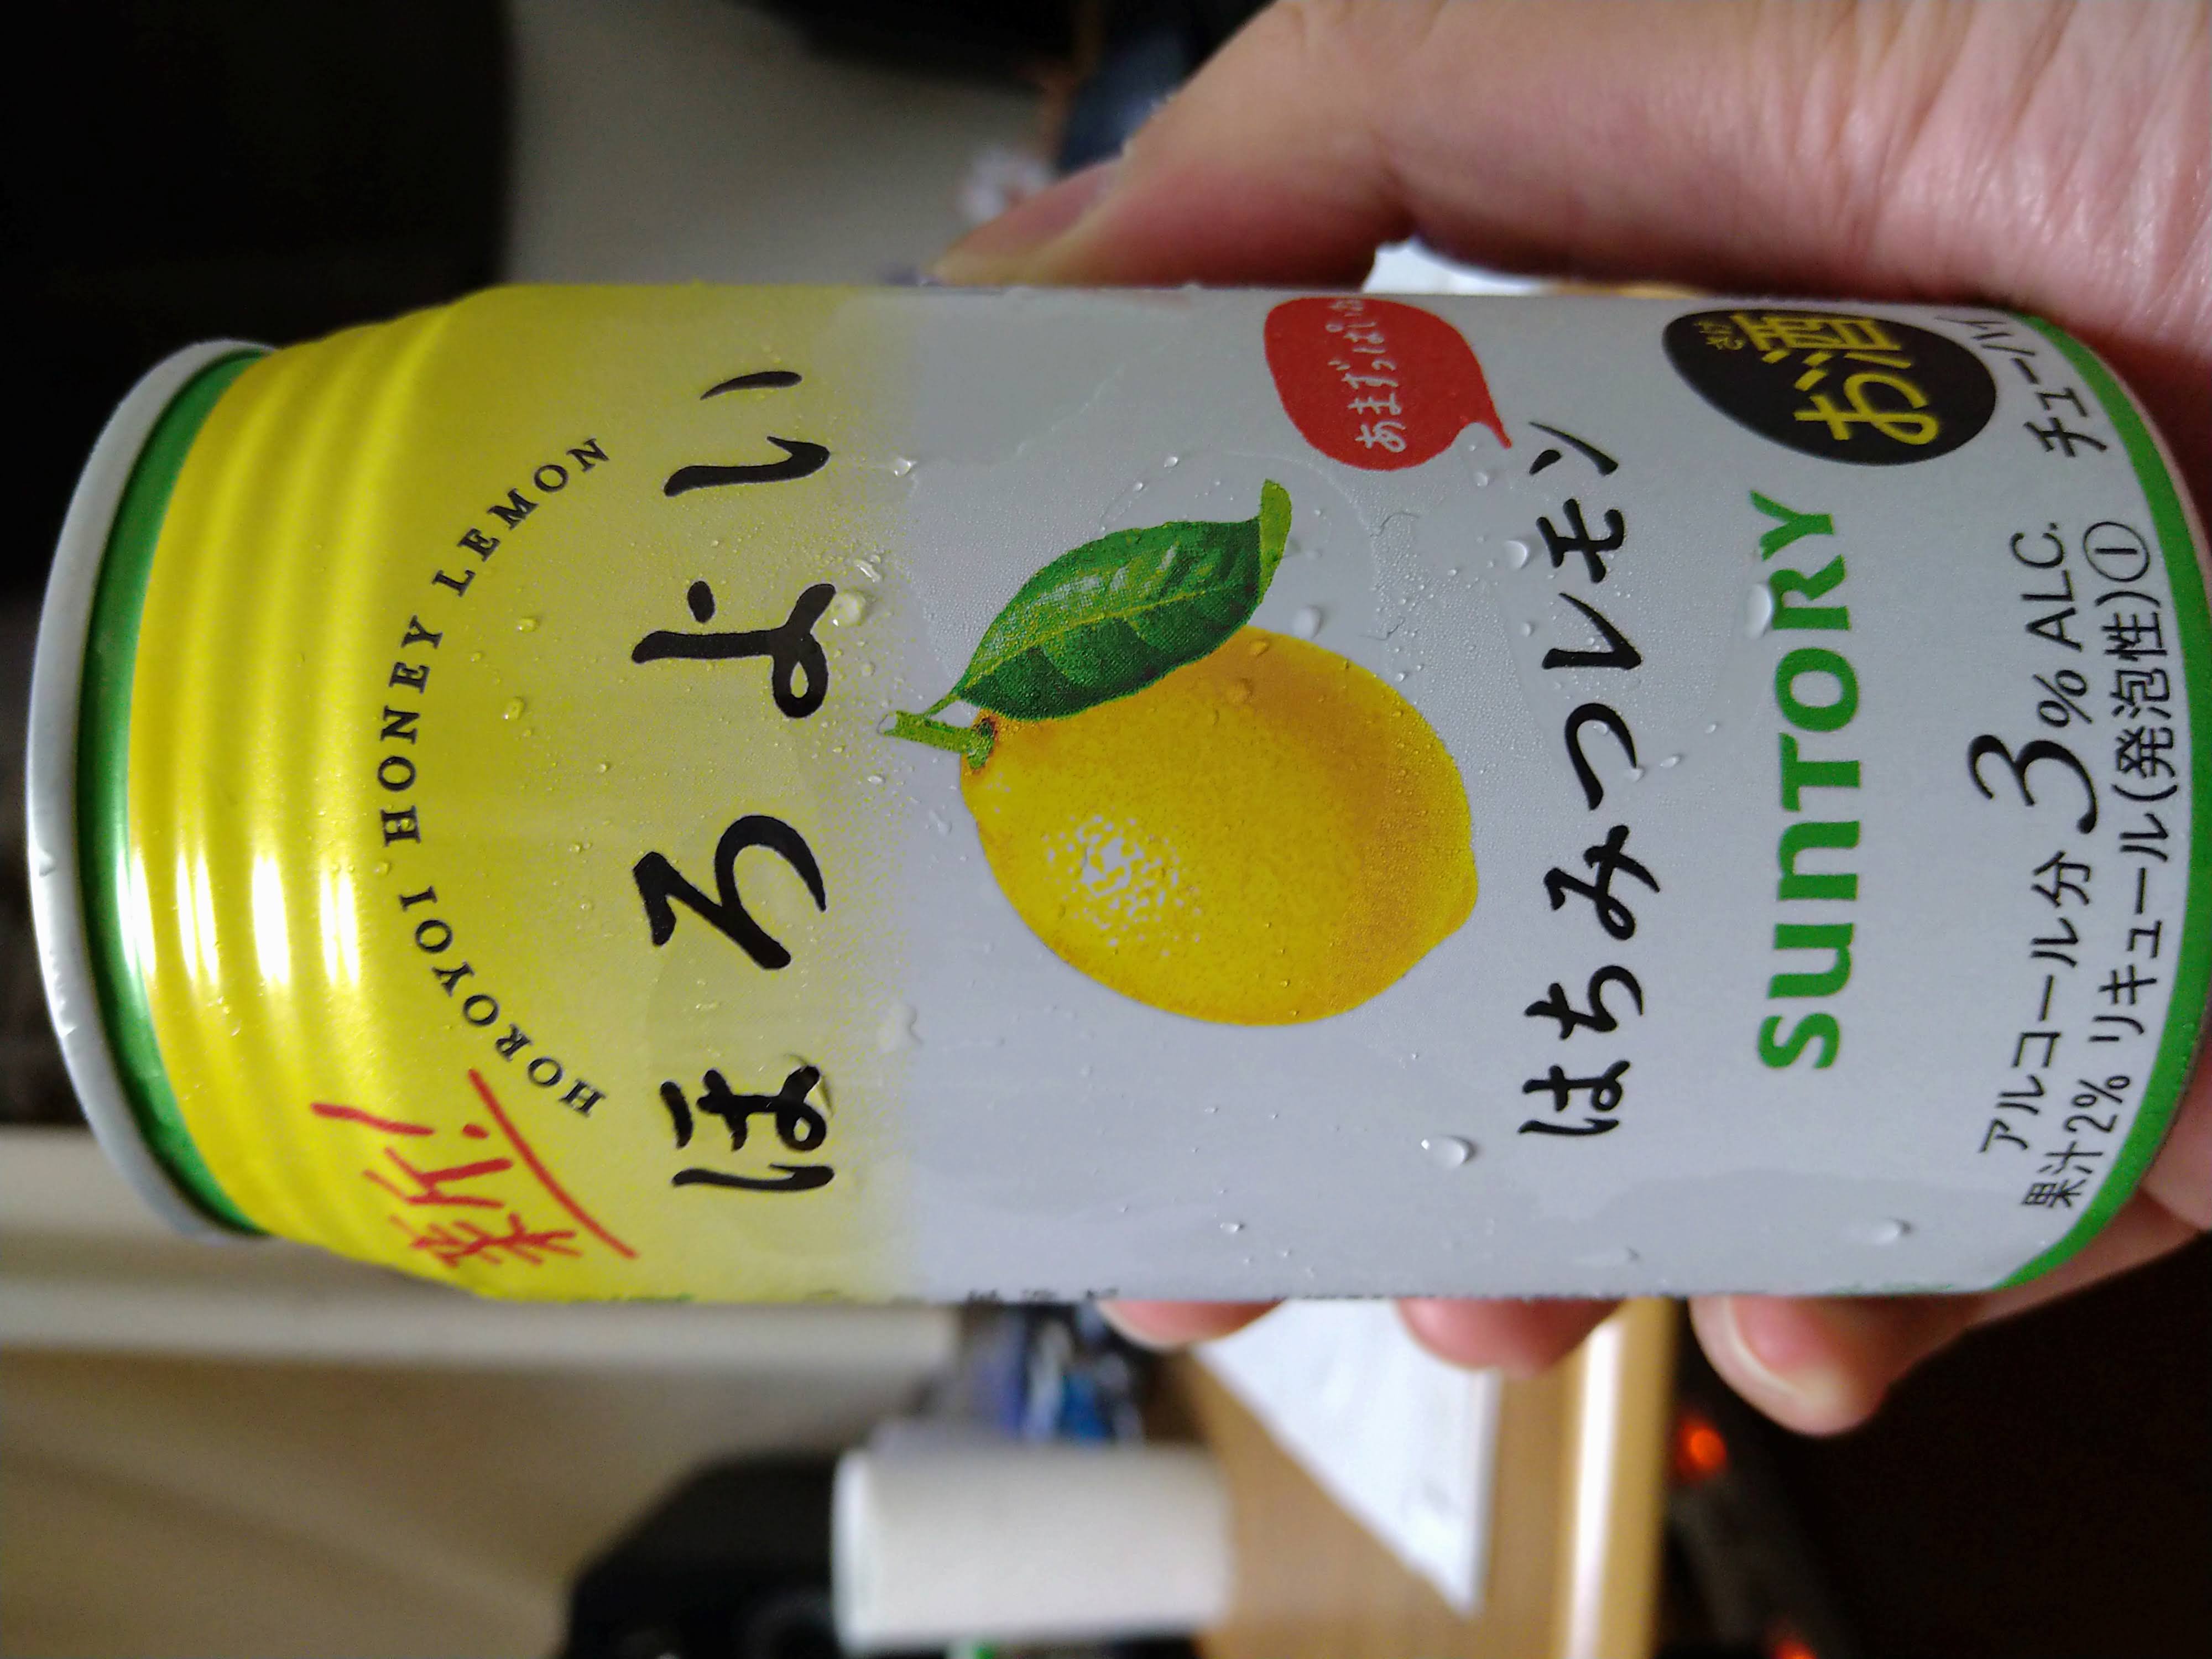 新!
HOROYOI HONEY LEMON
ほろよい
あまずっぱいね
はちみつレモン
SUNTORY
さけ
お酒
アルコール分 3% ALC.
チューハイ
果汁2% リキュール(発泡性)①